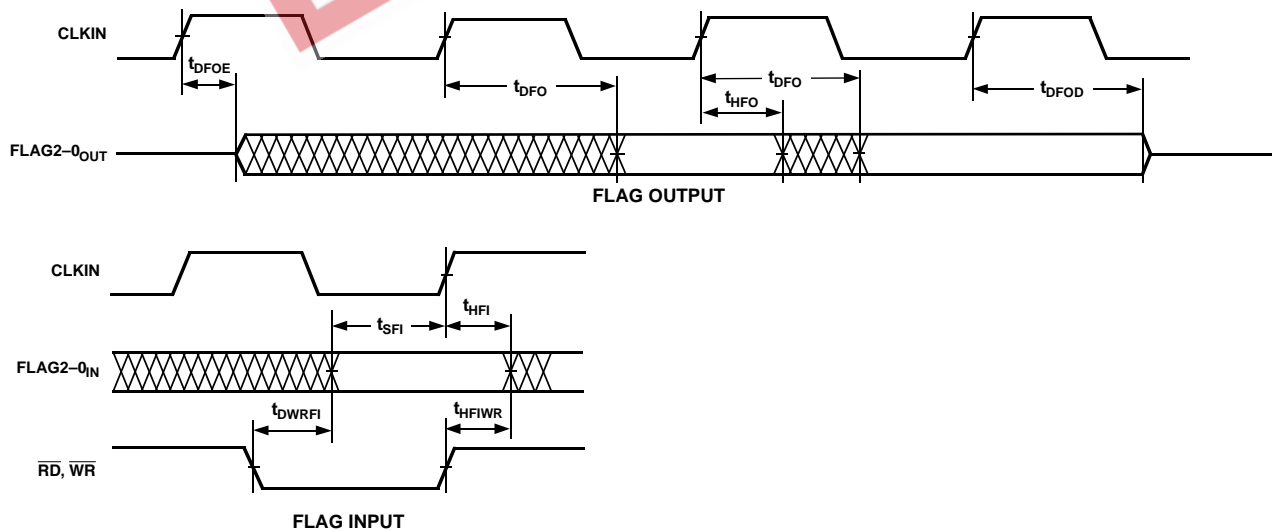 CLKIN
tDFOE
tDFO
tDFO
tHFO
tDFOD
FLAG2–0OUT
FLAG OUTPUT
CLKIN
tSFI
tHFI
FLAG2–0IN
tDWRFI
tHFIWR
RD, WR
FLAG INPUT